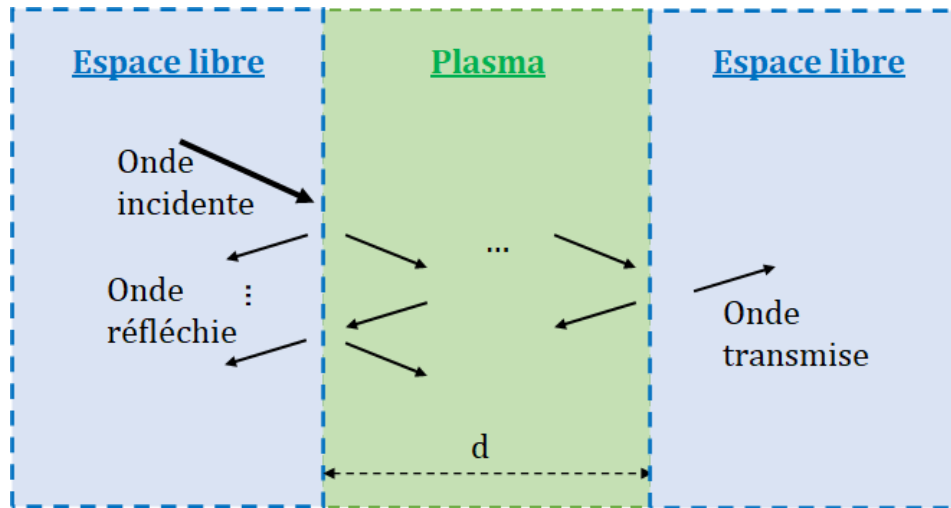 Espace libre
Plasma
Espace libre
Onde
incidente
...
Onde
réfléchie
⋮
Onde
transmise
d